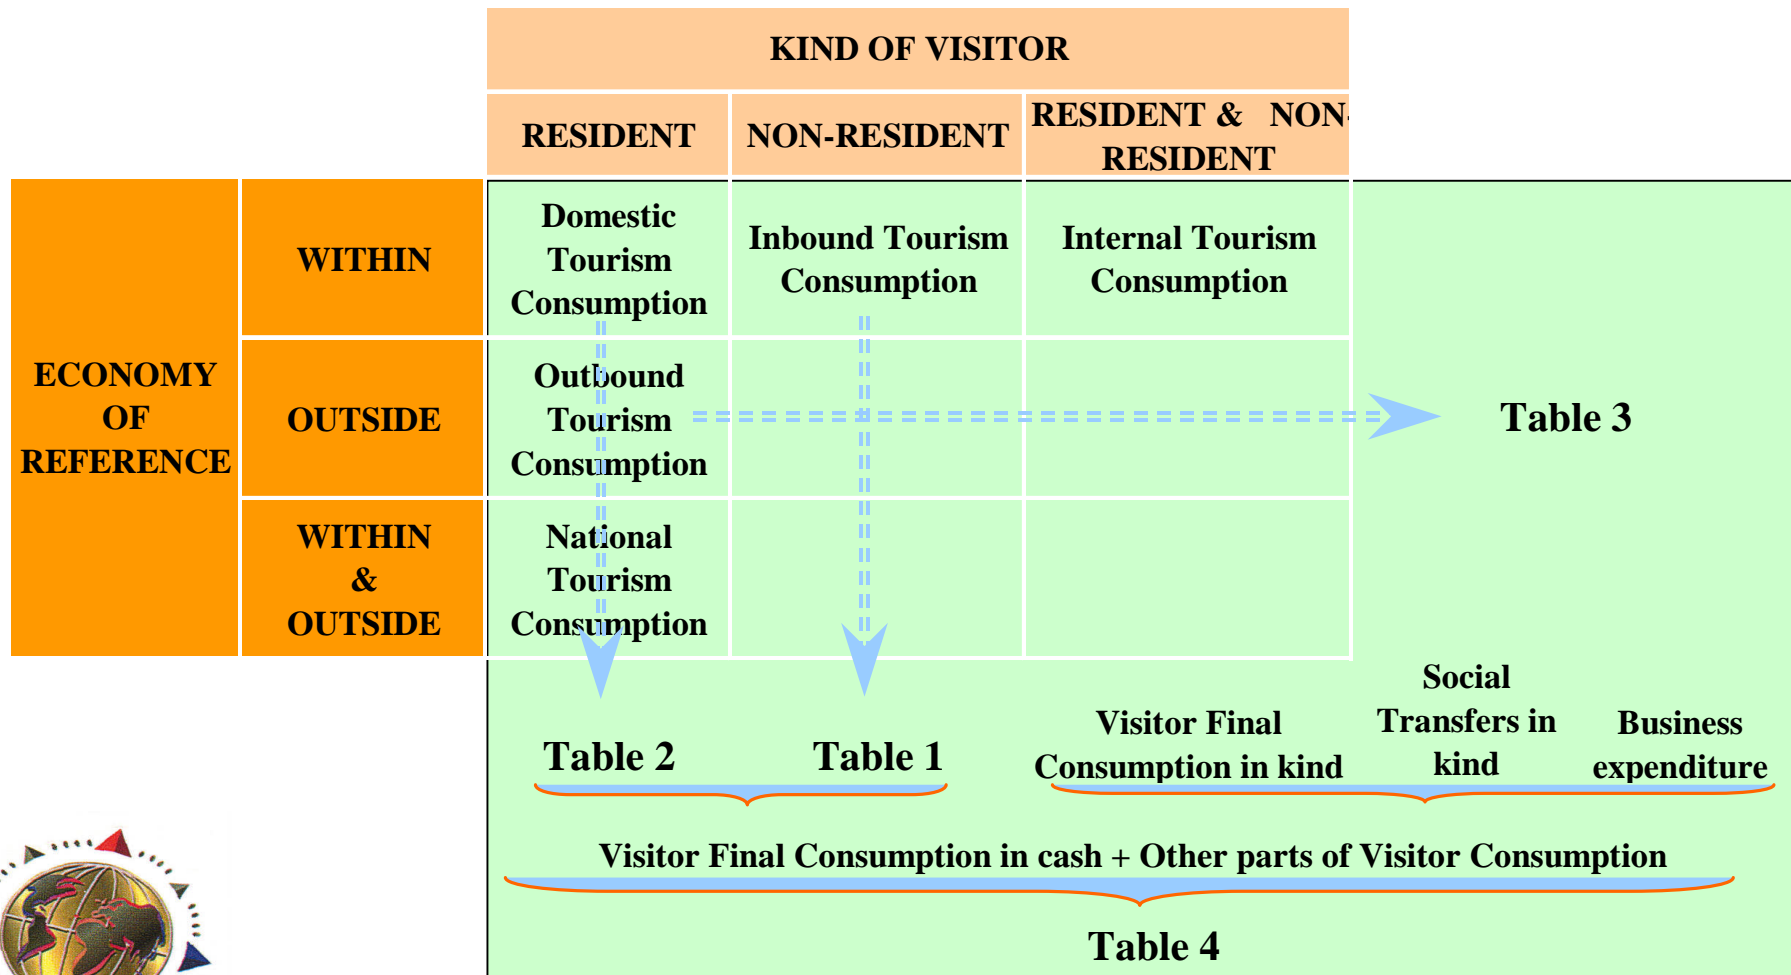 KIND OF VISITOR
RESIDENT
NON-RESIDENT
RESIDENT & NON-
RESIDENT
ECONOMY
OF
REFERENCE
WITHIN
Domestic
Tourism
Consumption
Inbound Tourism
Consumption
Internal Tourism
Consumption
OUTSIDE
Outbound
Tourism
Consumption
Table 3
WITHIN
&
OUTSIDE
National
Tourism
Consumption
Table 2
Table 1
Visitor Final
Consumption in kind
Social
Transfers in
kind
Business
expenditure
Visitor Final Consumption in cash + Other parts of Visitor Consumption
Table 4